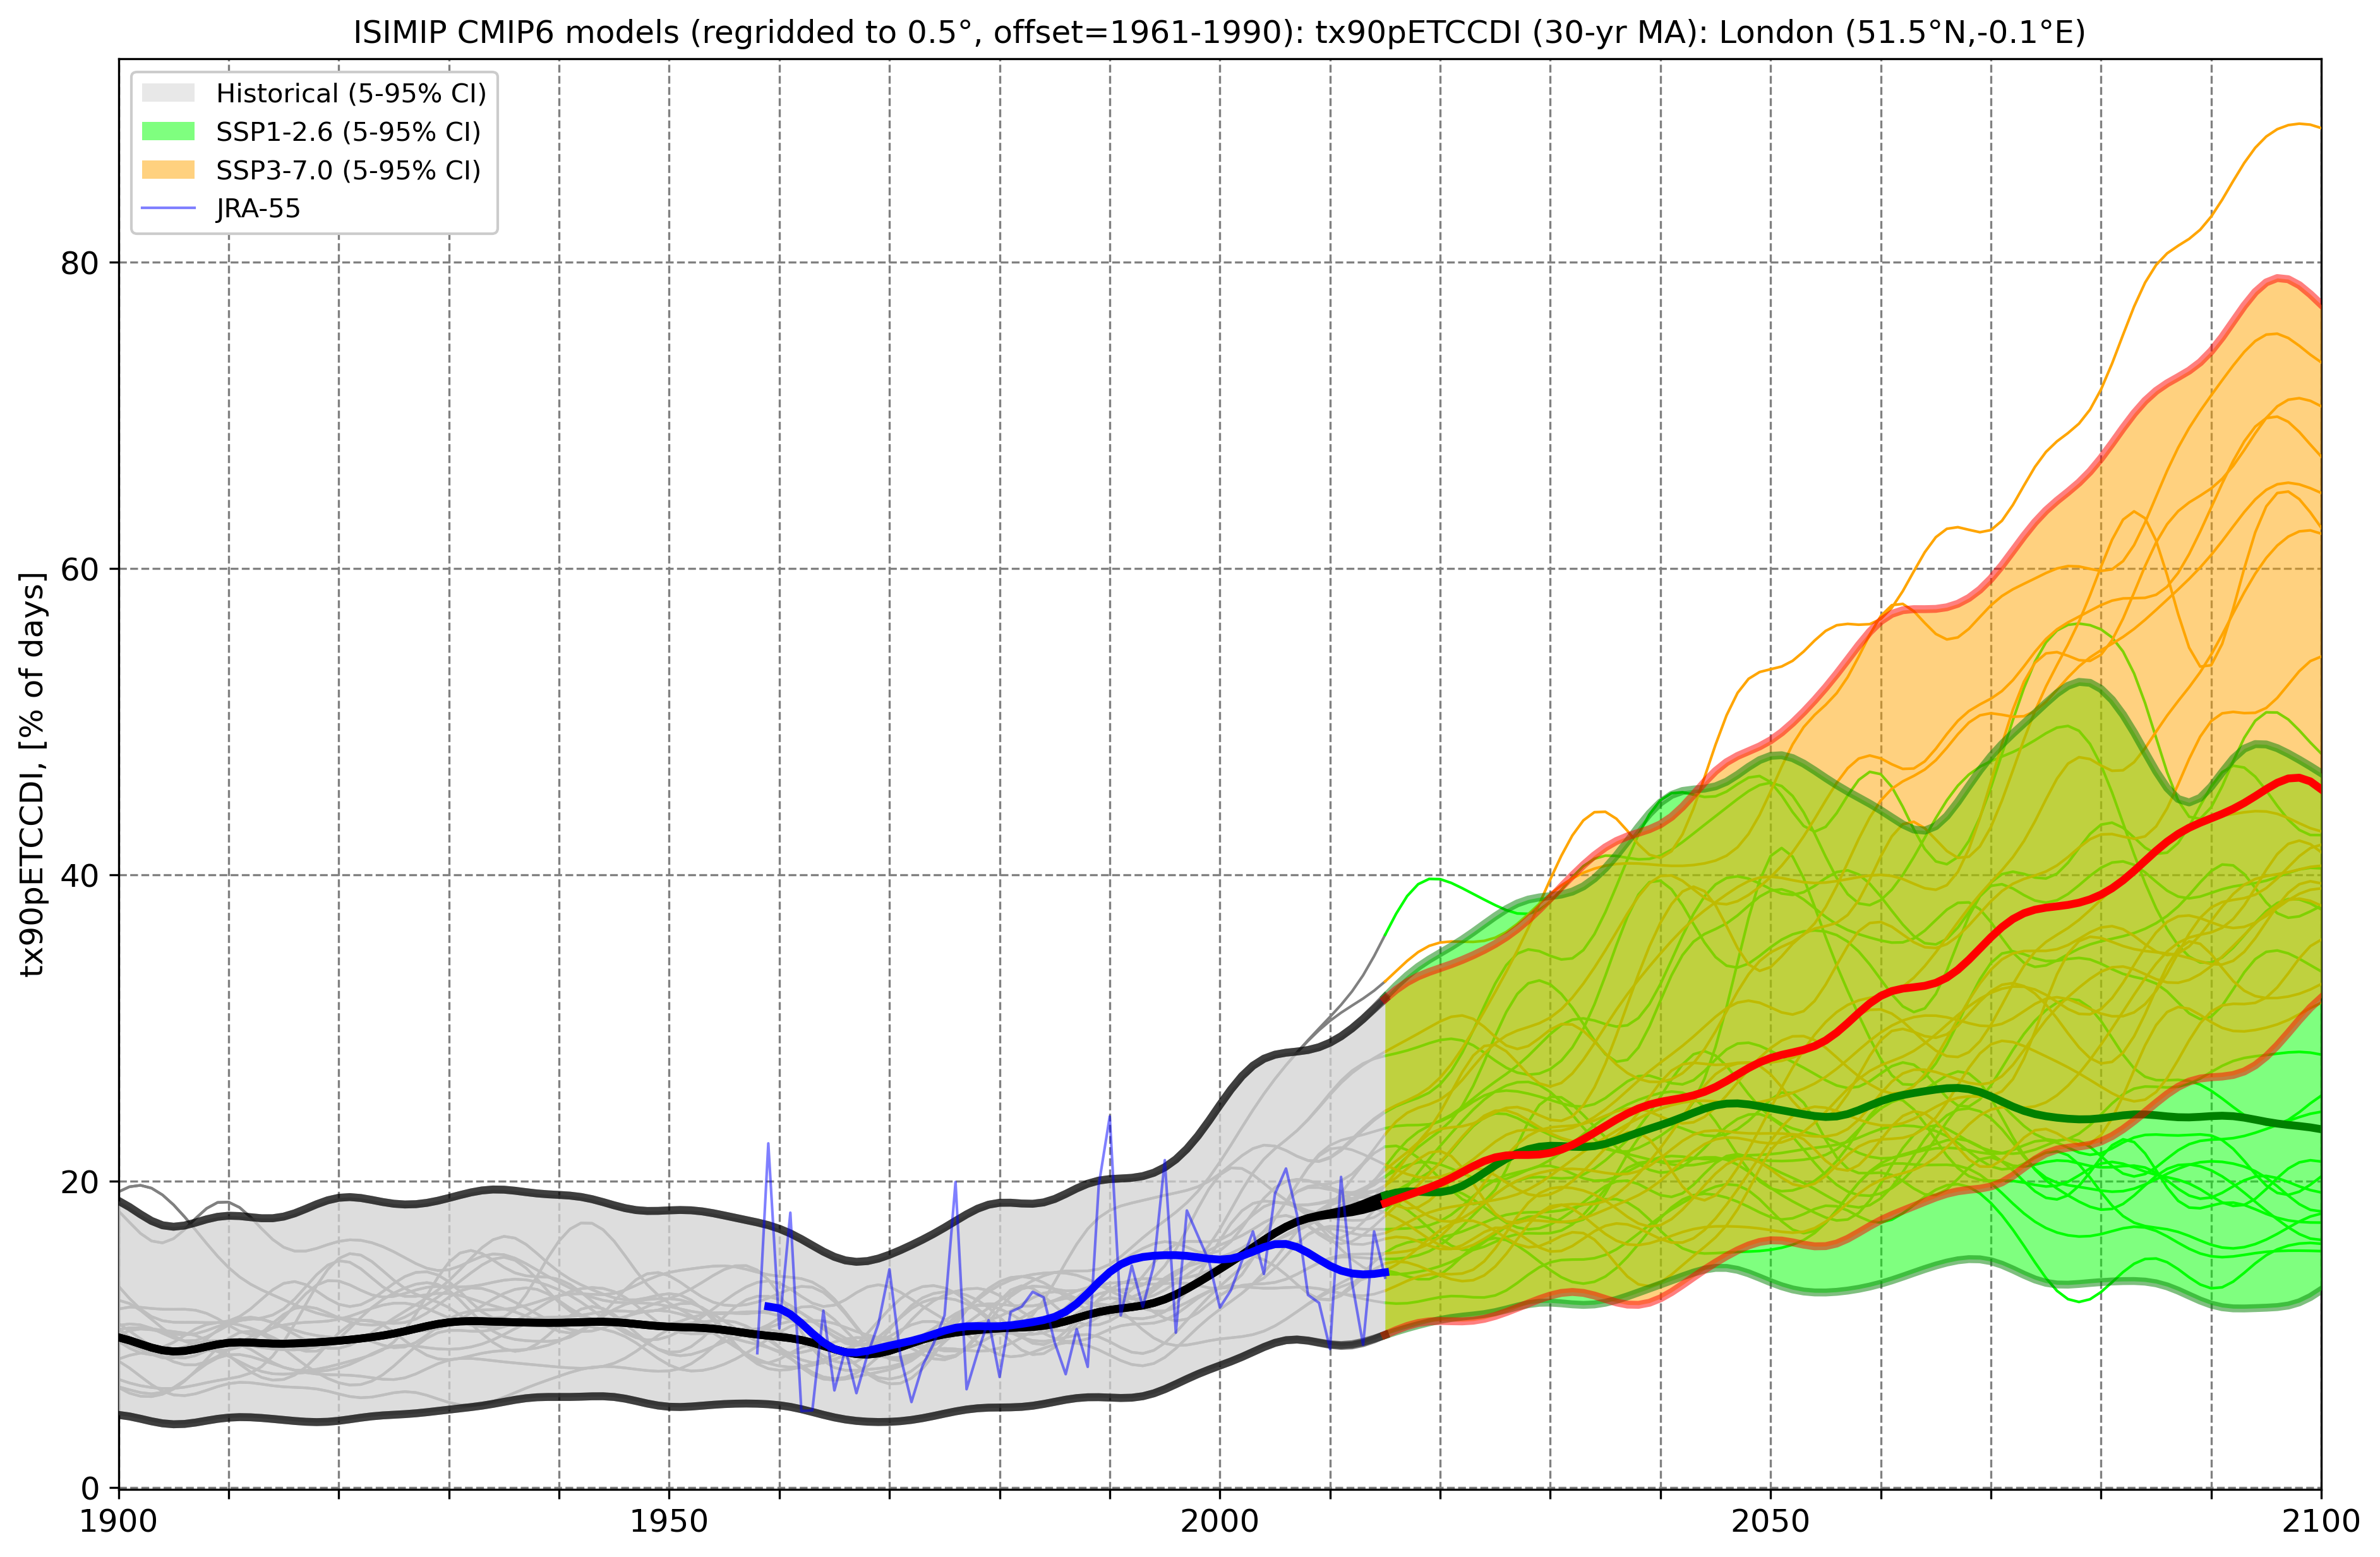 ISIMIP CMIP6 models (regridded to 0.5°, offset=1961-1990): tx90pETCCDI (30-yr MA): London (51.5°N,-0.1°E)
Historical (5-95% CI)
SSP1-2.6 (5-95% CI)
SSP3-7.0 (5-95% CI)
JRA-55
tx90pETCCDI, [% of days]
80
60
40
20
0
1900 1950 2000 2050 2100